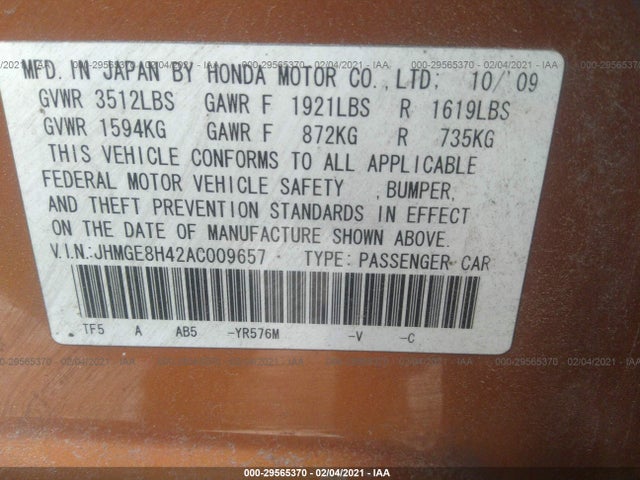 MFD. IN JAPAN BY HONDA MOTOR CO.,LTD; 10/'09
GVWR 3512LBS GAWR F 1921LBS R 1619LBS
GVWR 1594KG GAWR F 872KG R 735KG
THIS VEHICLE CONFORMS TO ALL APPLICABLE
FEDERAL MOTOR VEHICLE SAFETY ,BUMPER,
AND THEFT PREVENTION STANDARDS IN EFFECT
ON THE DATE OF MANUFACTURE SHOWN ABOVE.
V.I.N:JHMGE8H42AC009657 TYPE: PASSENGER CAR
TF5 A AB5 -YR576M -V -C
000-29565370 - 02/04/2021 - IAA